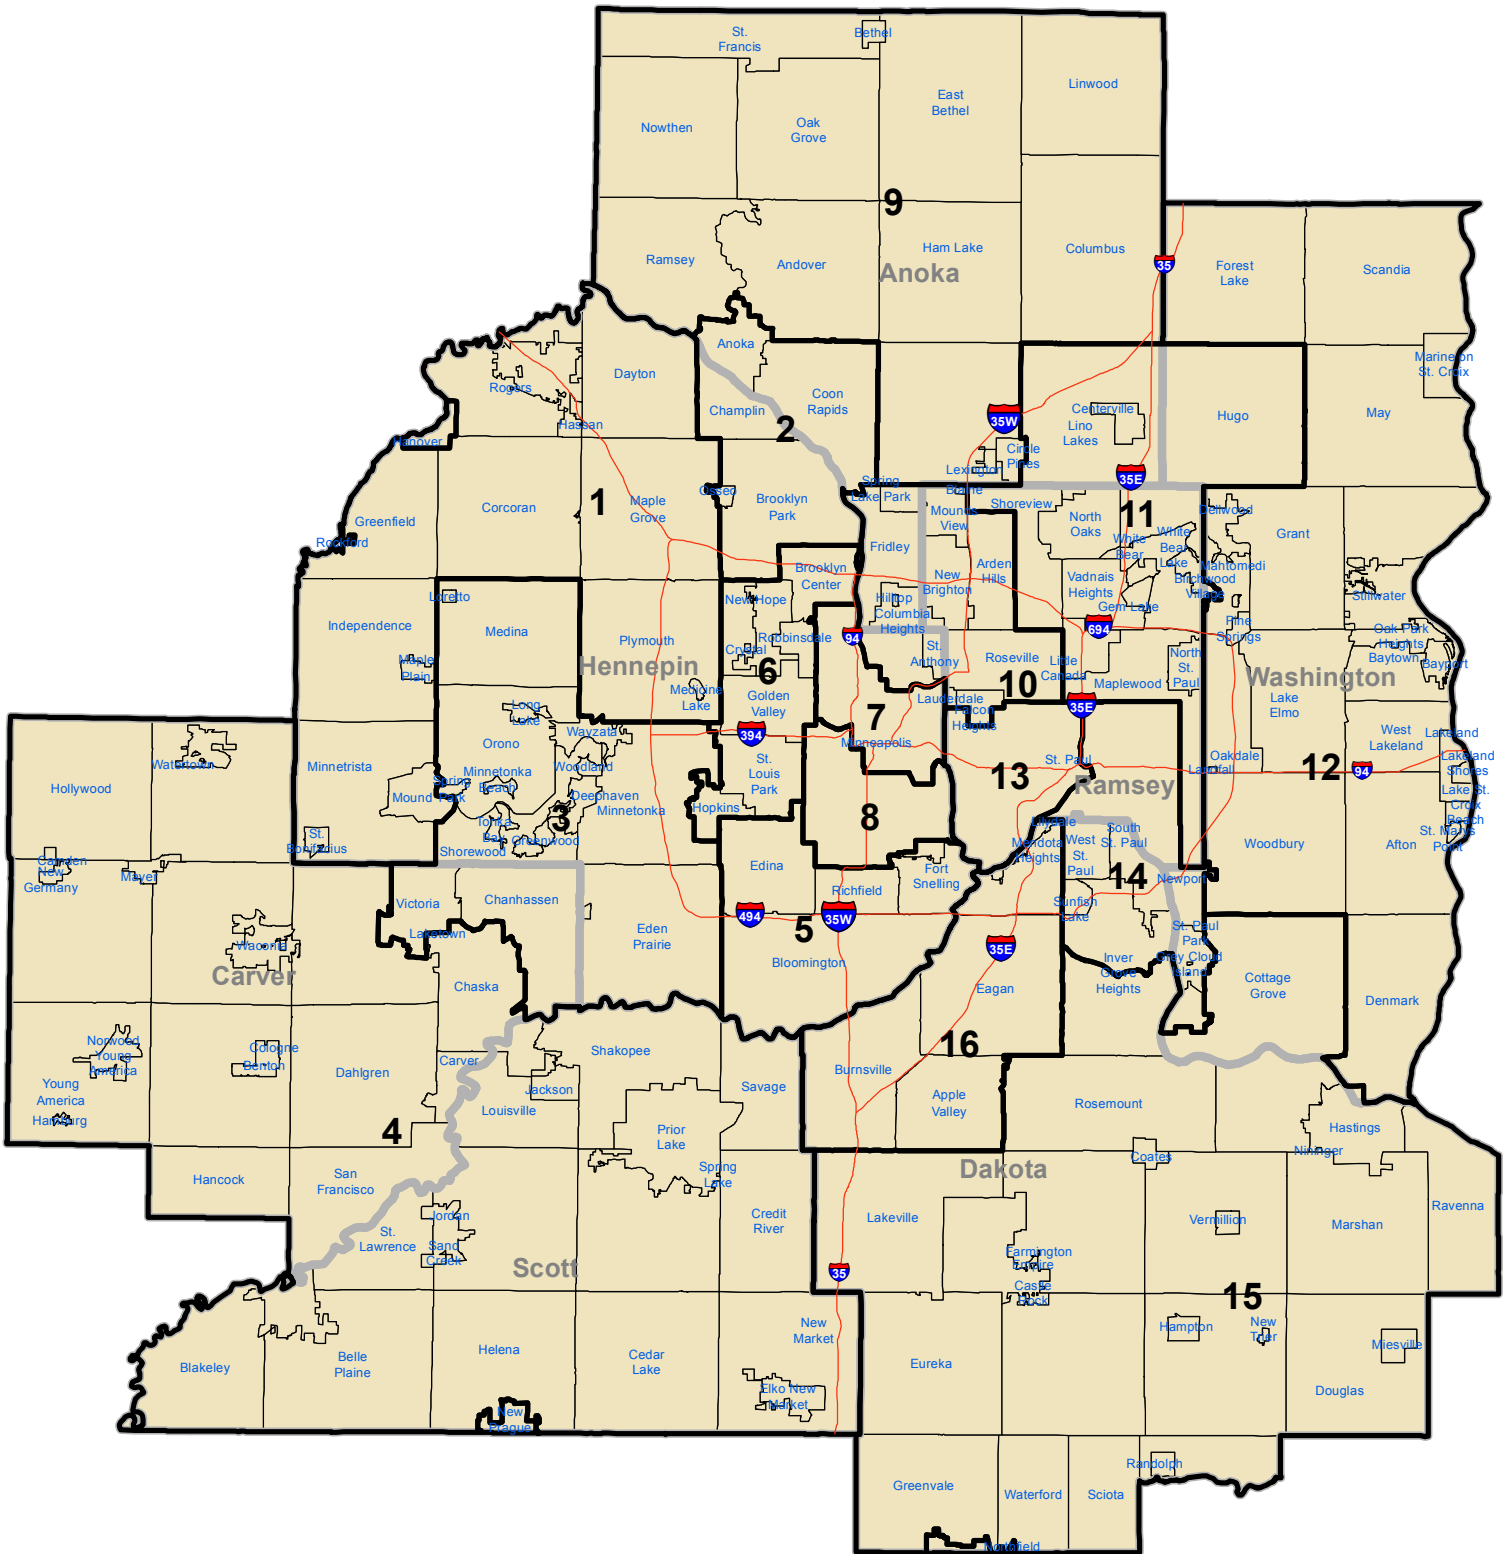 St.
Francis
Bethel
Linwood
East
Bethel
Nowthen
Oak
Grove
9
Ramsey
Andover
Ham Lake
Columbus
Anoka
35
Forest
Lake
Scandia
Anoka
Marine on
St. Croix
Rogers
Dayton
Champlin
Coon
Rapids
Centerville
Lino
Lakes
Hugo
May
Hassan
2
35W
Hanover
Circle
Pines
Lexington
35E
Osseo
Spring
Lake Park
Blaine
1
Corcoran
Maple
Grove
Brooklyn
Park
Mounds
View
Shoreview
North
Oaks
11
Dellwood
Greenfield
Rockford
Fridley
White
Bear
White
Bear
Lake
Grant
Mahtomedi
Birchwood
Village
Brooklyn
Center
New
Brighton
Arden
Hills
Vadnais
Heights
Gem Lake
Stillwater
Loretto
New Hope
Hilltop
Columbia
Heights
Independence
Medina
Plymouth
Robbinsdale
94
694
Pine
Springs
Oak Park
Heights
Baytown
Bayport
Crystal
6
St.
Anthony
Roseville
Little
Canada
North
St.
Paul
Maple
Plain
Hennepin
10
Maplewood
Washington
Medicine
Lake
Golden
Valley
Lauderdale
Falcon
Heights
35E
Lake
Elmo
Long
Lake
7
Wayzata
394
Minneapolis
West
Lakeland
Lakeland
Orono
Watertown
Minnetrista
St.
Louis
Park
St. Paul
Oakdale
Landfall
12
94
Lakeland
Shores
Hollywood
Minnetonka
Beach
Woodland
Spring
Park
13
Ramsey
Mound
Deephaven
Minnetonka
Hopkins
Lake St.
Croix
Beach
3
8
Tonka
Bay
Greenwood
St.
Bonifacius
Shorewood
Lilydale
Mendota
Heights
West
St.
Paul
South
St. Paul
Woodbury
Afton
St. Marys
Point
Camden
New
Germany
Mayer
Edina
Fort
Snelling
14
Newport
Victoria
Chanhassen
Richfield
Sunfish
Lake
494
35W
Laketown
Eden
Prairie
5
St. Paul
Park
Waconia
35E
Grey Cloud
Island
Carver
Bloomington
Inver
Grove
Heights
Cottage
Grove
Chaska
Eagan
Denmark
16
Norwood
Young
America
Cologne
Benton
Shakopee
Carver
Dahlgren
Burnsville
Young
America
Jackson
Savage
Apple
Valley
Rosemount
Hamburg
Louisville
4
Prior
Lake
Hastings
Nininger
Coates
Dakota
Hancock
San
Francisco
Spring
Lake
Ravenna
Jordan
Credit
River
Lakeville
Vermillion
Marshan
St.
Lawrence
Sand
Creek
Farmington
Empire
Scott
35
Castle
Rock
15
New
Market
Hampton
New
Trier
Miesville
Blakeley
Belle
Plaine
Helena
Cedar
Lake
Eureka
Douglas
Elko New
Market
New
Prague
Randolph
Greenvale
Waterford
Sciota
Northfield